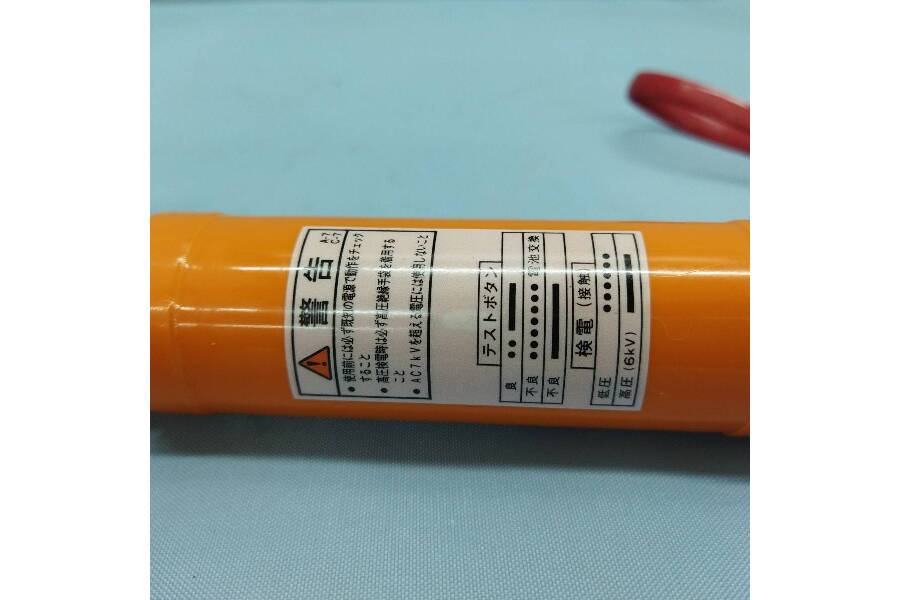 警告
A-7
C-7
● 使用前には必ず既知の電源で動作をチェック
すること
● 高圧検電時は必ず高圧絶縁手袋を着用する
こと
● AC7kVを超える電圧には使用しないこと
テストボタン
良
不良 電池交換
不良
検電(接触)
低圧
高圧(6kV)